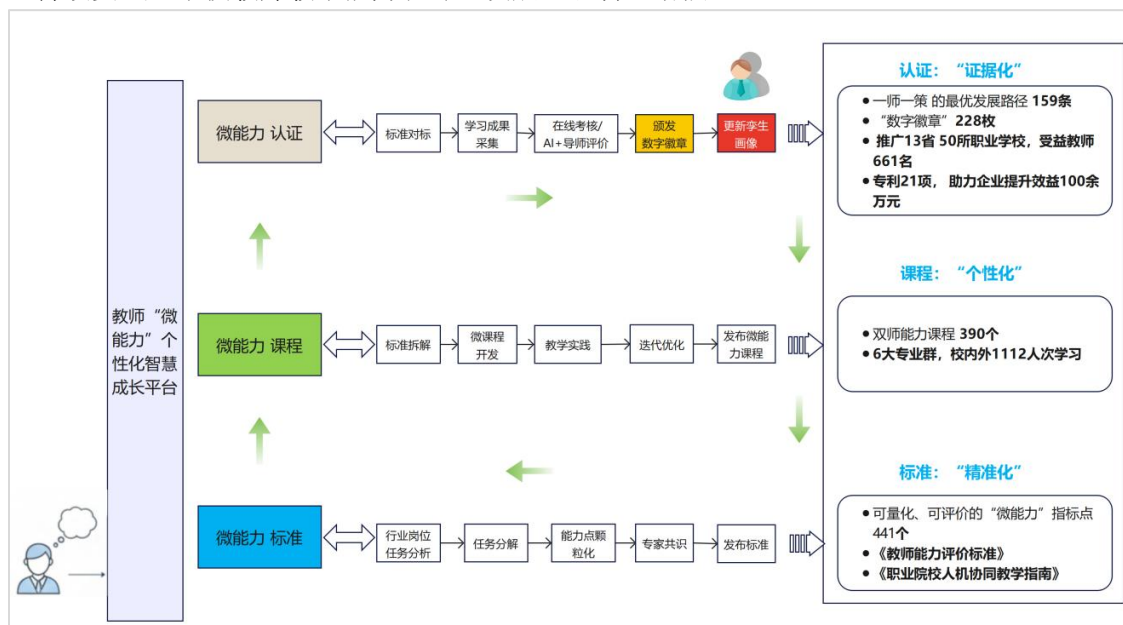 教师“微
能力”个
性化智慧
成长平台
微能力 认证
标准对标
学习成果
采集
在线考核/
AI+导师评价
颁发
数字徽章
更新孪生
画像
认证：“证据化”
●一师一策 的最优发展路径 159条
●“数字徽章”228枚
● 推广13省 50所职业学校，受益教师
661名
●专利21项， 助力企业提升效益100余
万元
微能力 课程
标准拆解
微课程
开发
教学实践
迭代优化
发布微能
力课程
课程：“个性化”
●双师能力课程 390个
●6大专业群，校内外1112人次学习
微能力 标准
行业岗位
任务分析
任务分解
能力点颗
粒化
专家共识
发布标准
标准：“精准化”
●可量化、可评价的“微能力”指标点
441个
●《教师能力评价标准》
●《职业院校人机协同教学指南》